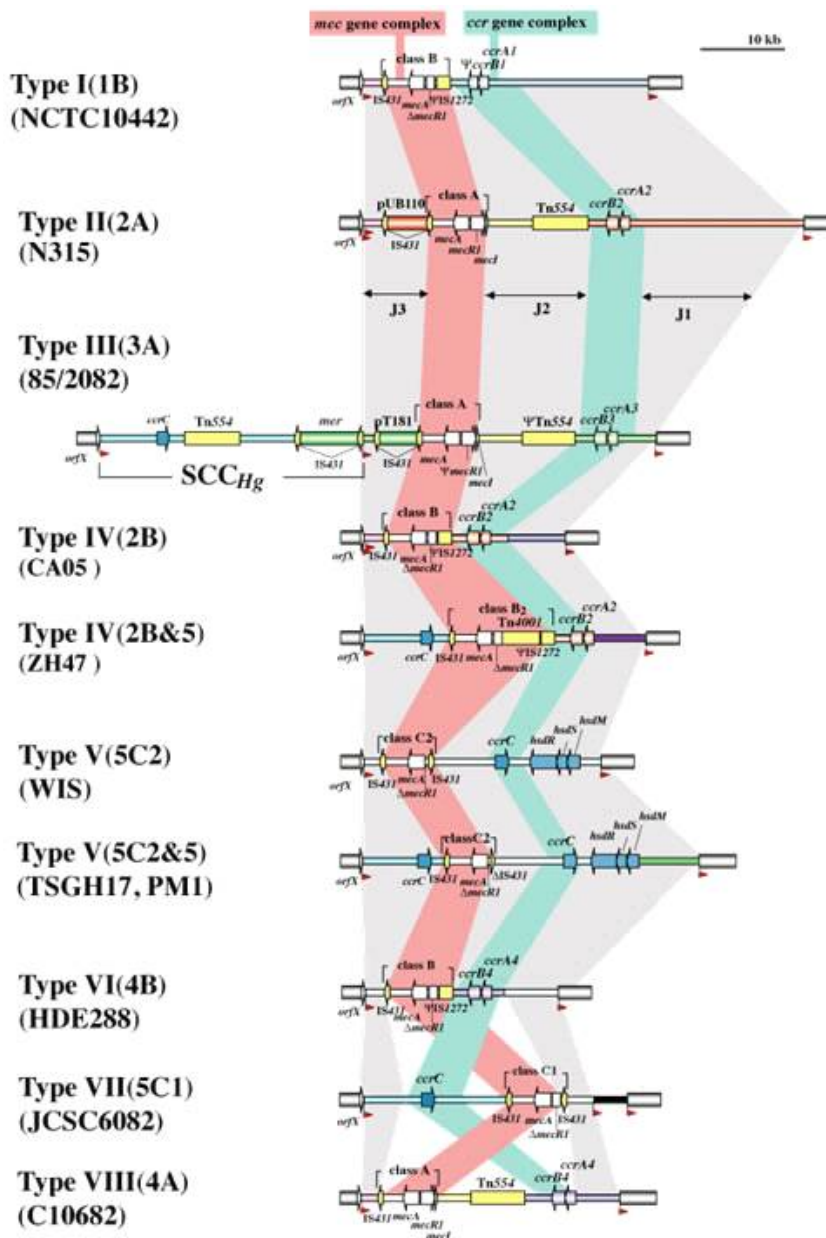 mec gene complex
ccr gene complex
10 kb
Type I(1B)
(NCTC10442)
class B
ccrA1
ΨccrB1
orfX
IS431
mecA
ΨIS1272
ΔmecR1
Type II(2A)
(N315)
pUB110
class A
Tn554
ccrA2
ccrB2
orfX
IS431
mecA
mecR1
mecI
J3
J2
J1
Type III(3A)
(85/2082)
ccrC
Tn554
mer
pT181
class A
ΨTn554
ccrB3
ccrA3
orfX
IS431
IS431
mecA
ΨmecR1
mecI
SCCHg
Type IV(2B)
(CA05 )
class B
ccrA2
ccrB2
orfX
IS431
mecA
ΨIS1272
ΔmecR1
Type IV(2B&5)
(ZH47 )
class B2
Tn4001
ccrA2
ccrB2
orfX
ccrC
IS431
mecA
ΨIS1272
ΔmecR1
Type V(5C2)
(WIS)
class C2
ccrC
hsdR
hsdS
hsdM
orfX
IS431
mecA
IS431
ΔmecR1
Type V(5C2&5)
(TSGH17, PM1)
classC2
ccrC
hsdR
hsdS
hsdM
orfX
ccrC
IS431
mecA
ΔIS431
ΔmecR1
Type VI(4B)
(HDE288)
class B
ccrA4
ccrB4
orfX
IS431
mecA
ΨIS1272
ΔmecR1
Type VII(5C1)
(JCSC6082)
ccrC
class C1
orfX
IS431
mecA
IS431
ΔmecR1
Type VIII(4A)
(C10682)
class A
Tn554
ccrA4
ccrB4
orfX
IS431
mecA
mecR1
mecI